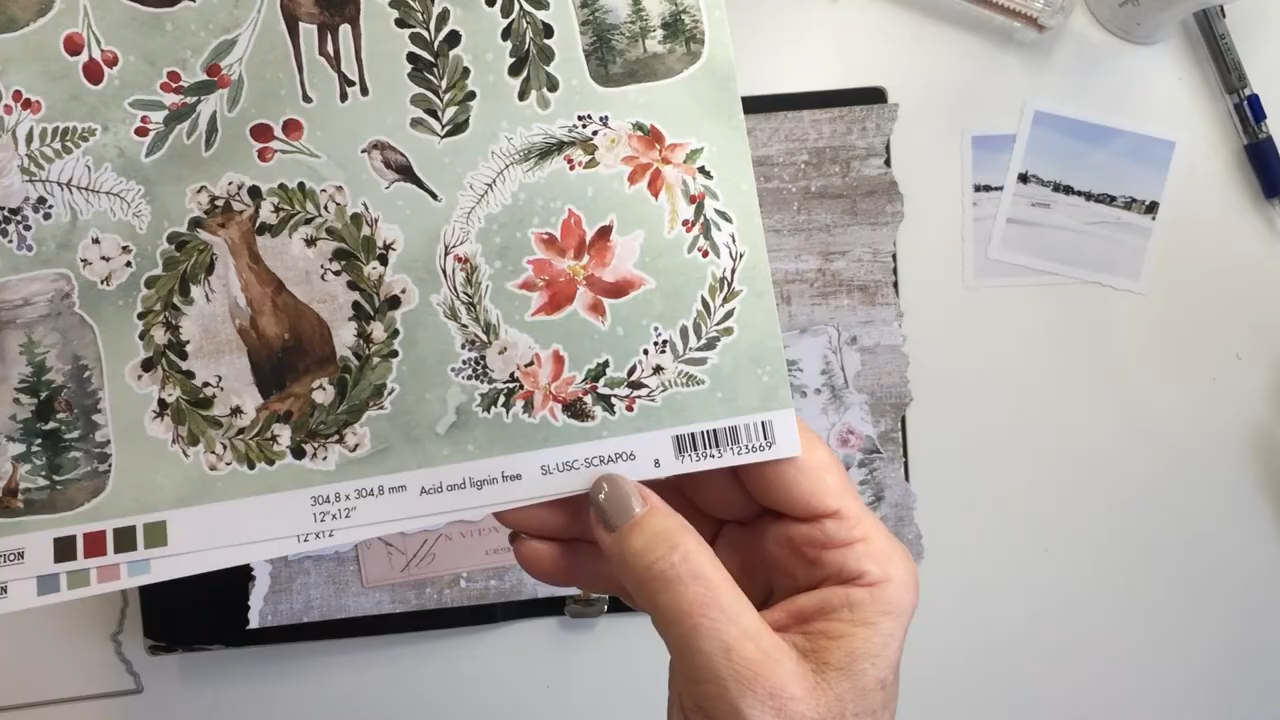 304,8 x 304,8 mm
12"x12"
Acid and lignin free
SL-USC-SCRAP06
8 713943 123669
TION
12"x12"
N